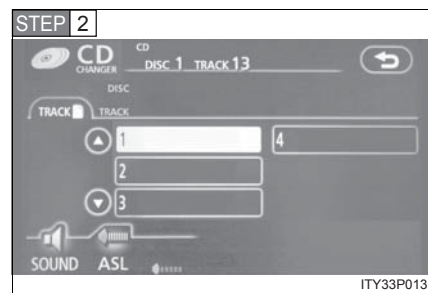 STEP 2
CD
CHANGER
CD
DISC 1 TRACK 13
DISC
TRACK TRACK
1 4
2
3
SOUND ASL
ITY33P013